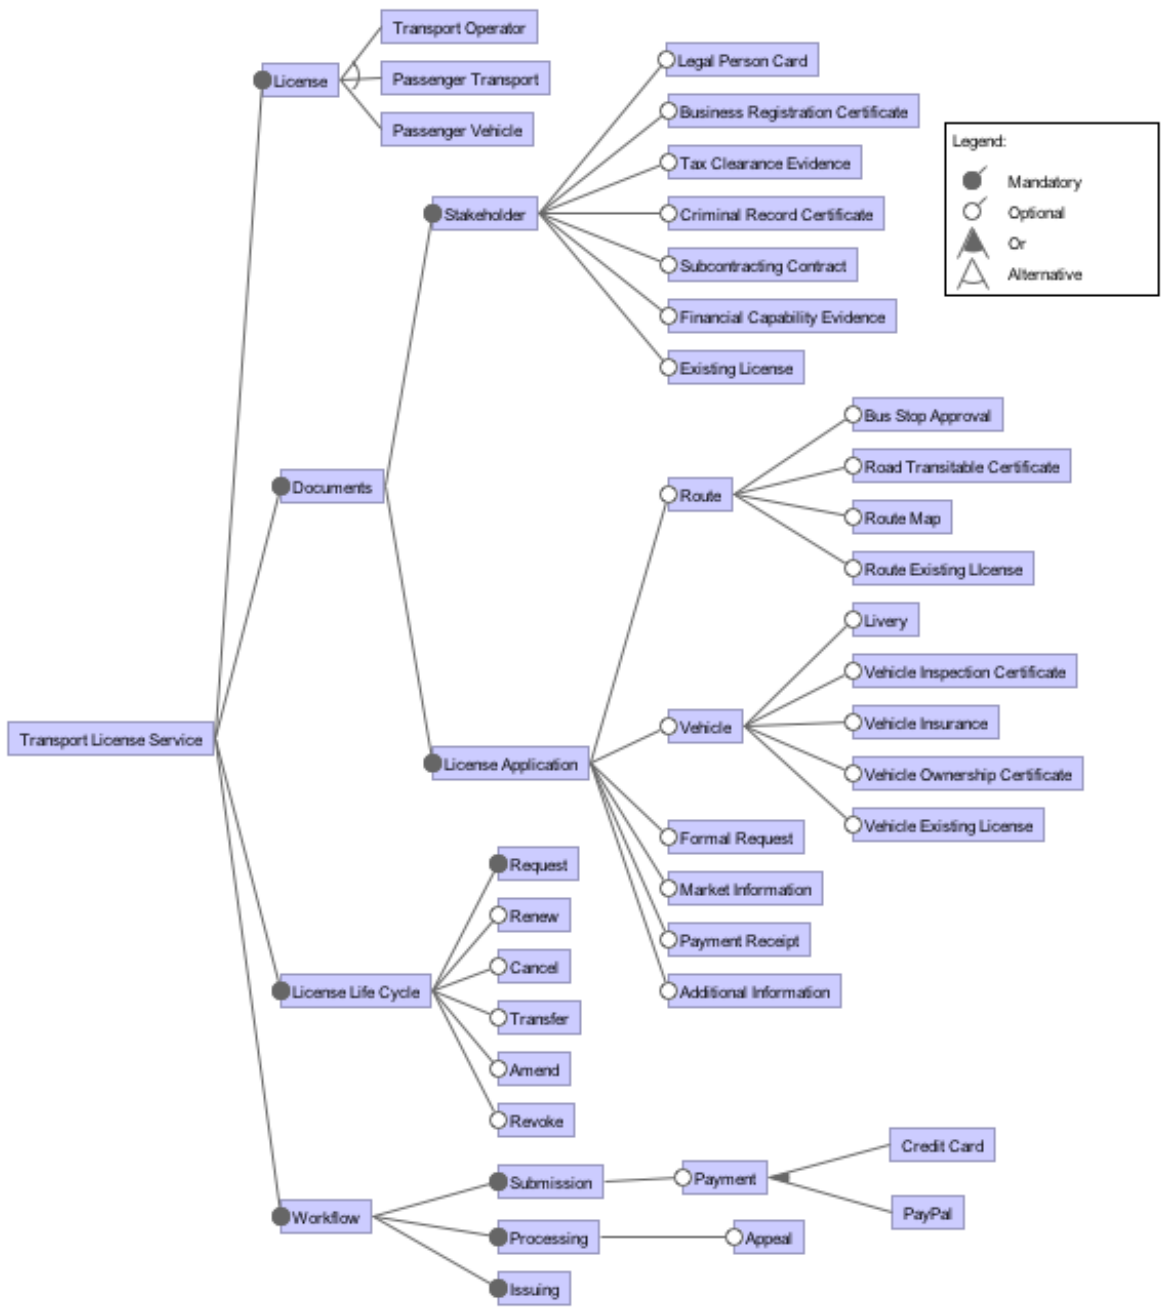 Transport Operator
License
Passenger Transport
Passenger Vehicle
Legal Person Card
Business Registration Certificate
Tax Clearance Evidence
Stakeholder
Criminal Record Certificate
Subcontracting Contract
Financial Capability Evidence
Existing License
Legend:
Mandatory
Optional
Or
Alternative
Documents
Bus Stop Approval
Road Transitable Certificate
Route
Route Map
Route Existing LIcense
Livery
Vehicle Inspection Certificate
Vehicle
Vehicle Insurance
Vehicle Ownership Certificate
Vehicle Existing License
Transport License Service
License Application
Formal Request
Market Information
Payment Receipt
Additional Information
Request
Renew
Cancel
License Life Cycle
Transfer
Amend
Revoke
Credit Card
Submission
Payment
PayPal
Workflow
Processing
Appeal
Issuing